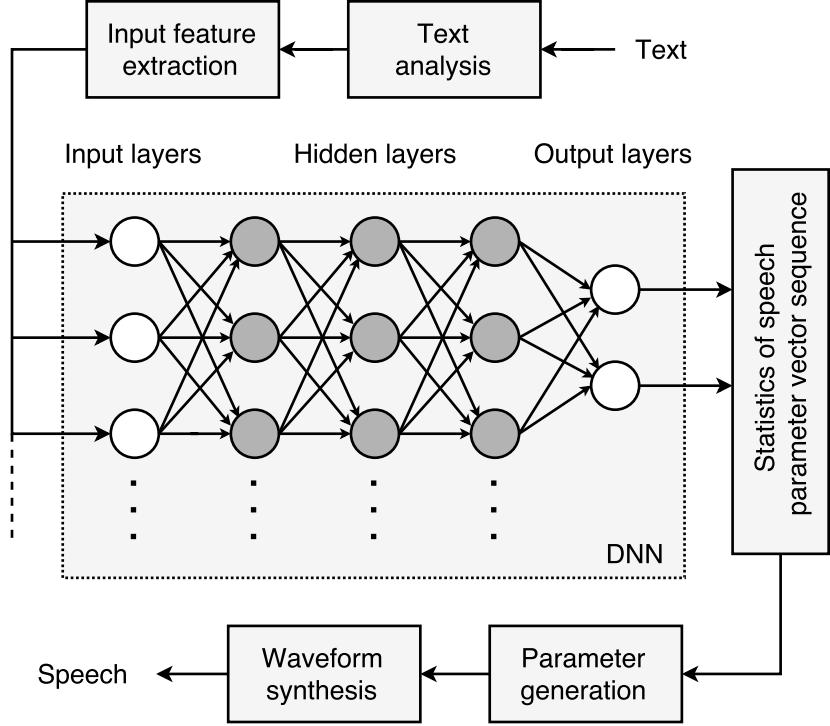 Input feature
extraction
Text
analysis
Text
Input layers
Hidden layers
Output layers
Statistics of speech
parameter vector sequence
DNN
Speech
Waveform
synthesis
Parameter
generation